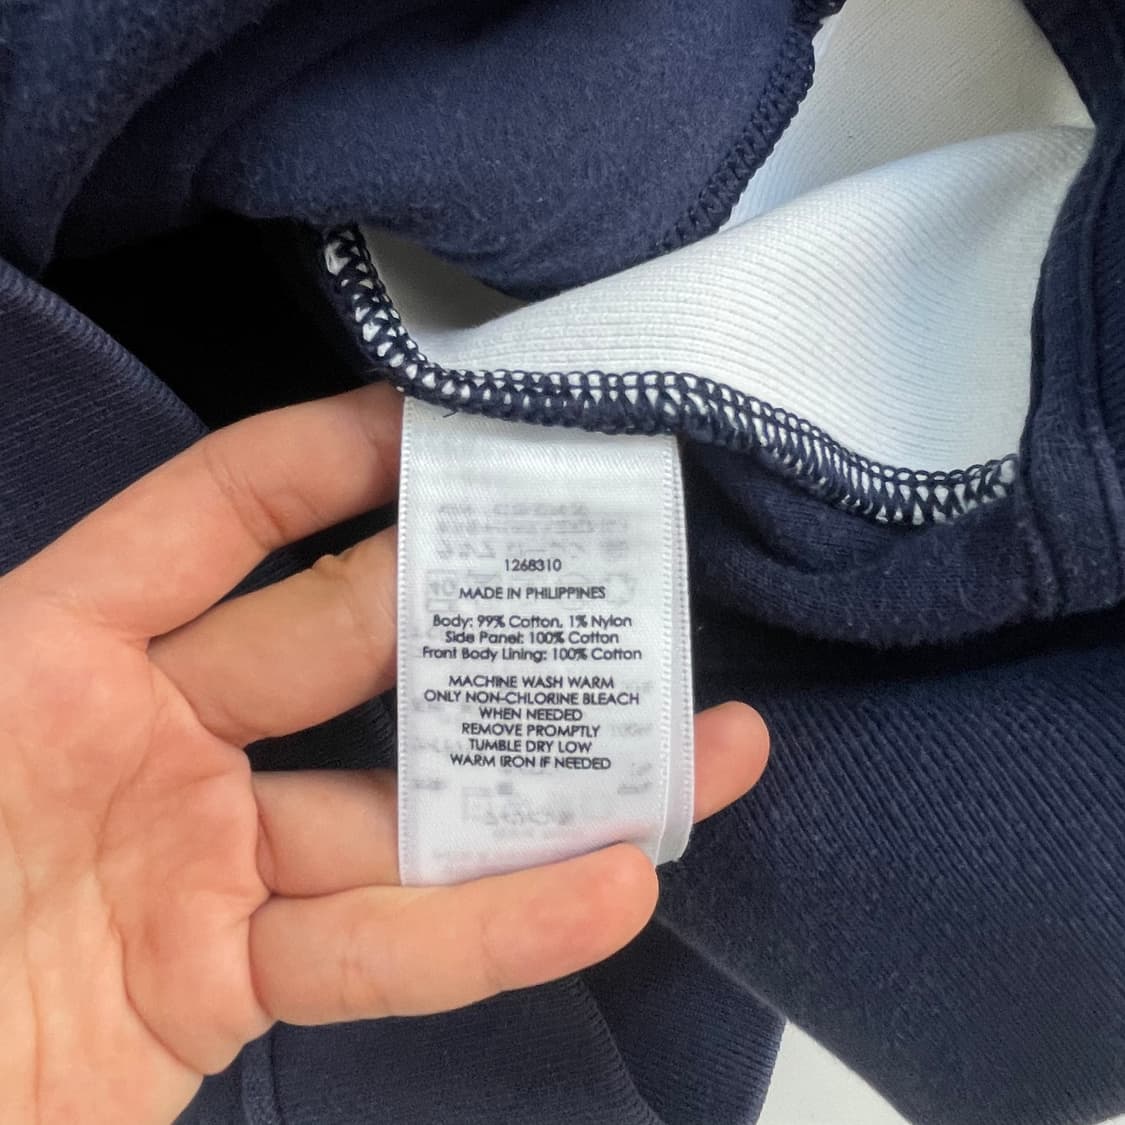 1268310
MADE IN PHILIPPINES
Body: 99% Cotton, 1% Nylon
Side Panel: 100% Cotton
Front Body Lining: 100% Cotton
MACHINE WASH WARM
ONLY NON-CHLORINE BLEACH
WHEN NEEDED
REMOVE PROMPTLY
TUMBLE DRY LOW
WARM IRON IF NEEDED